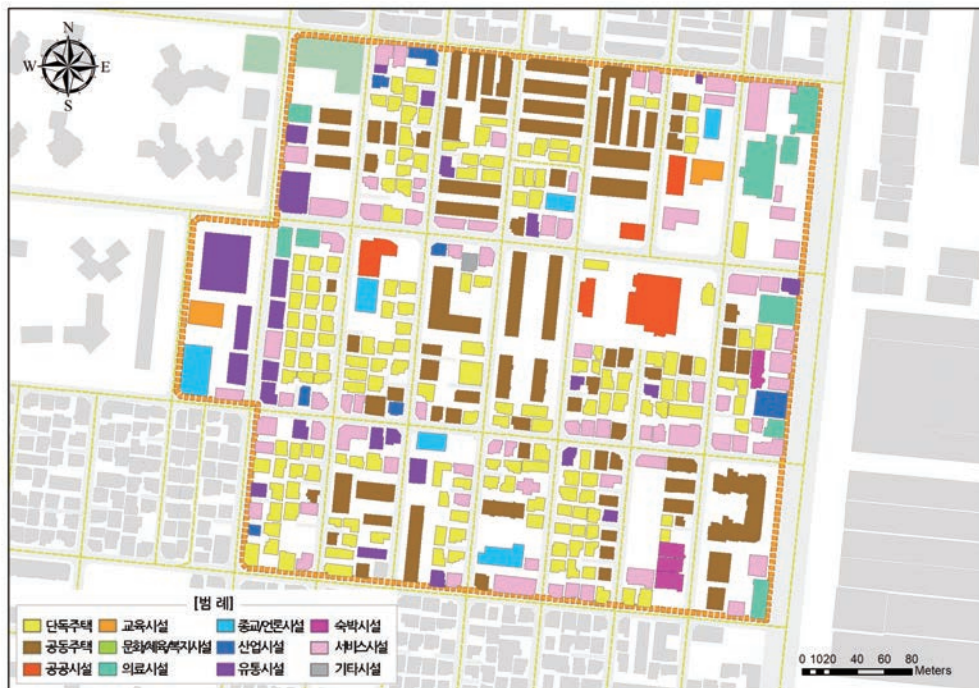 N
W E
S
[범 례]
단독주택 교육시설 종교/언론시설 숙박시설
공동주택 문화/체육/복지시설 산업시설 서비스시설
공공시설 의료시설 유통시설 기타시설
0 1020 40 60 80
Meters